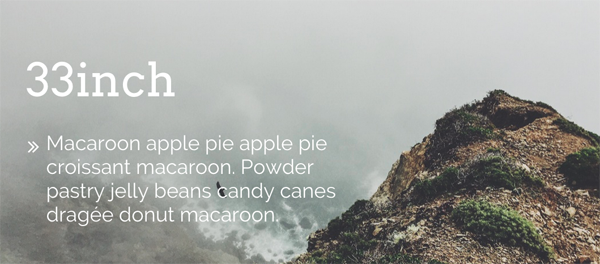 33inch
» Macaroon apple pie apple pie
croissant macaroon. Powder
pastry jelly beans candy canes
dragée donut macaroon.